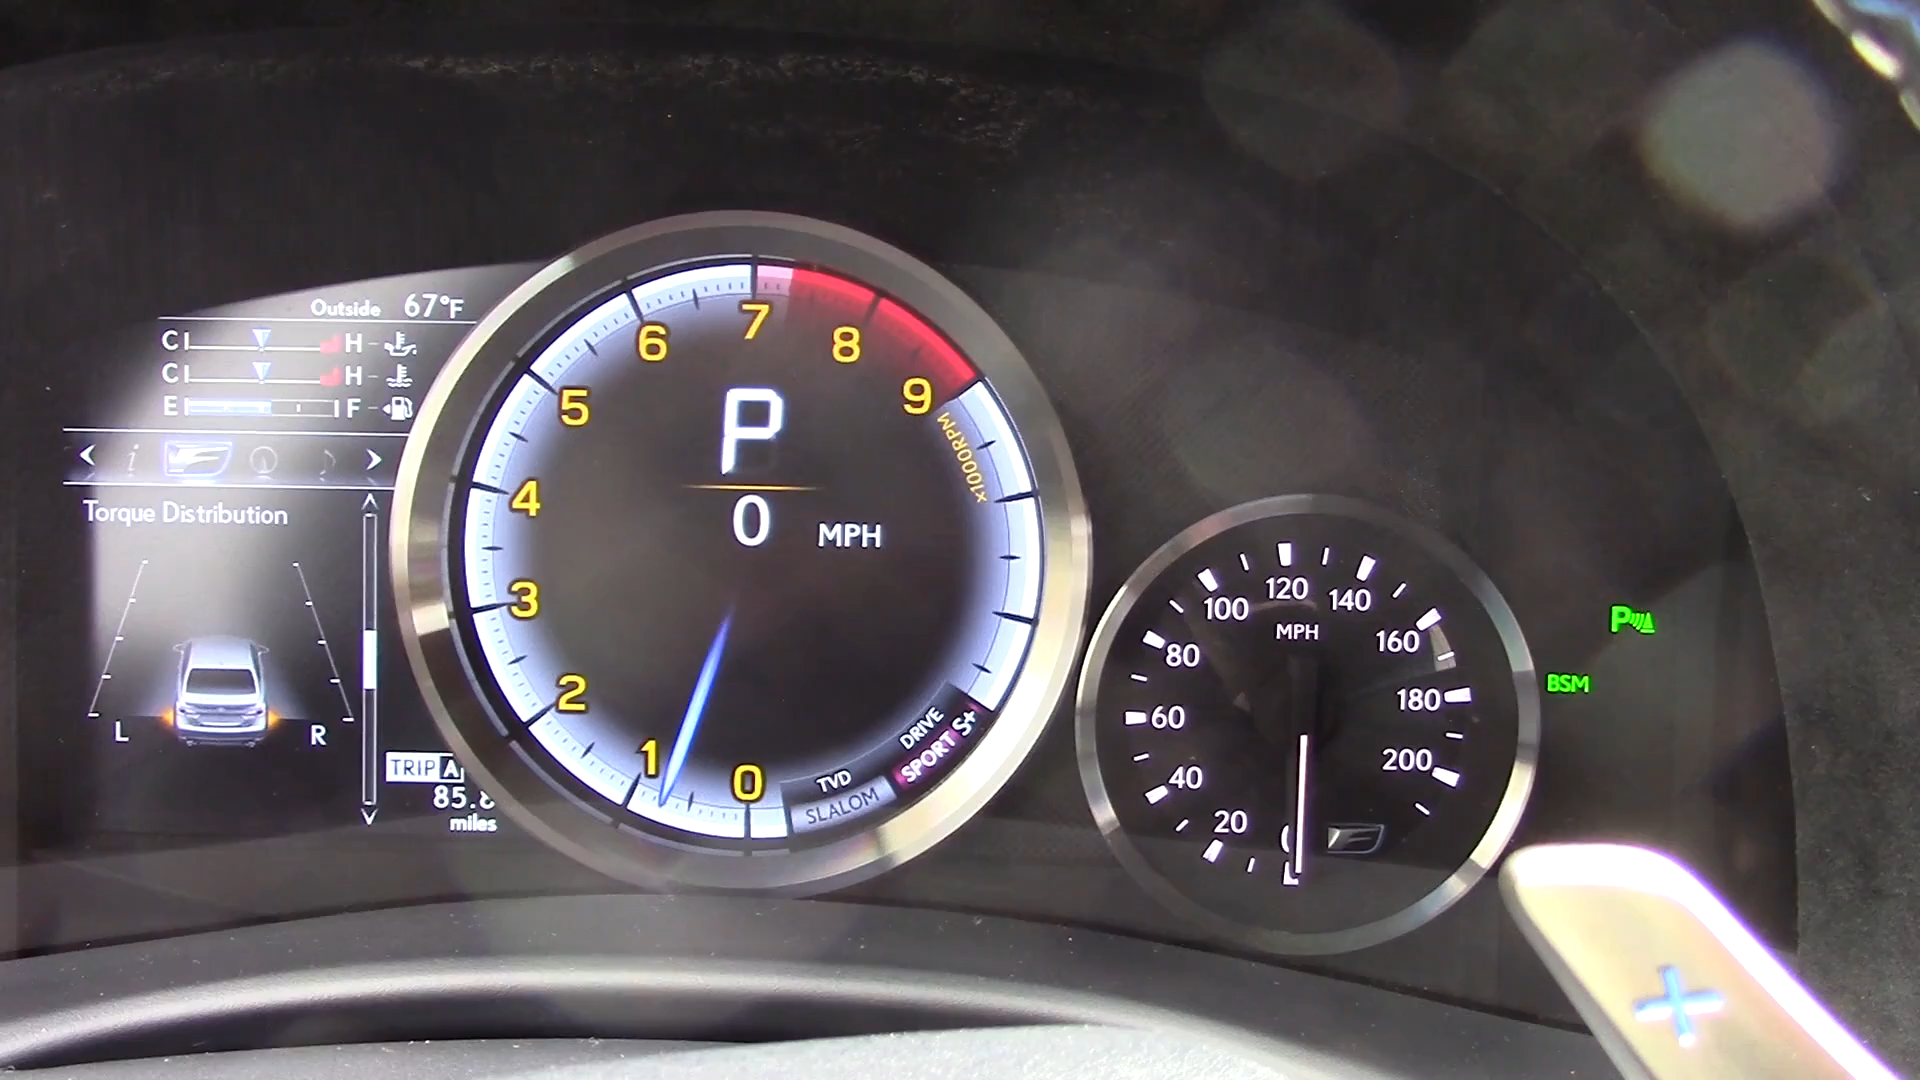 Outside 67°F
C H
C H
E F
i
Torque Distribution
L R
TRIP A
85.8
miles
0
1
2
3
4
5
6
7
8
9
×1000RPM
P
0 MPH
DRIVE
SPORT S+
TVD
SLALOM
0
20
40
60
80
100
120
140
160
180
200
MPH
F
P
BSM
+